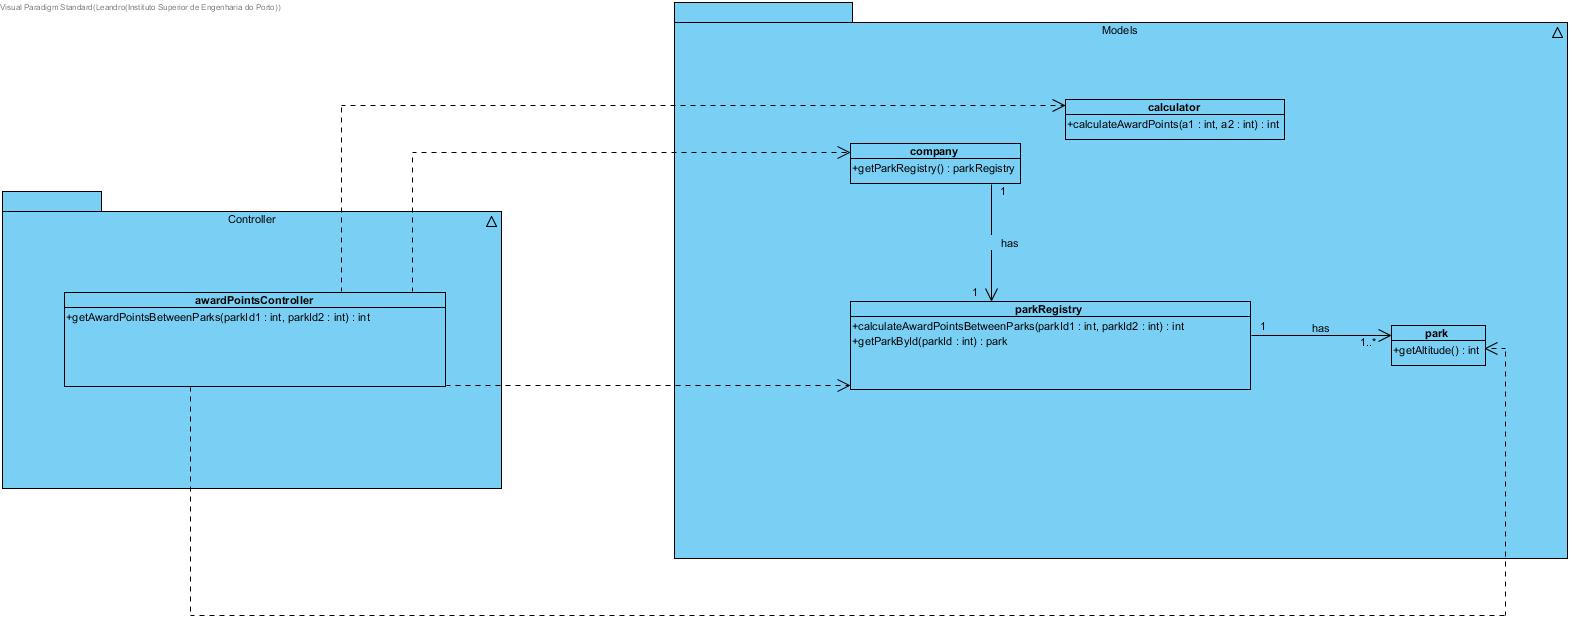 Visual Paradigm Standard(Leandro(Instituto Superior de Engenharia do Porto))
Models
calculator
+calculateAwardPoints(a1 : int, a2 : int) : int
company
+getParkRegistry() : parkRegistry
1
has
1
Controller
awardPointsController
+getAwardPointsBetweenParks(parkId1 : int, parkId2 : int) : int
parkRegistry
+calculateAwardPointsBetweenParks(parkId1 : int, parkId2 : int) : int
+getParkById(parkId : int) : park
1
has
1..*
park
+getAltitude() : int